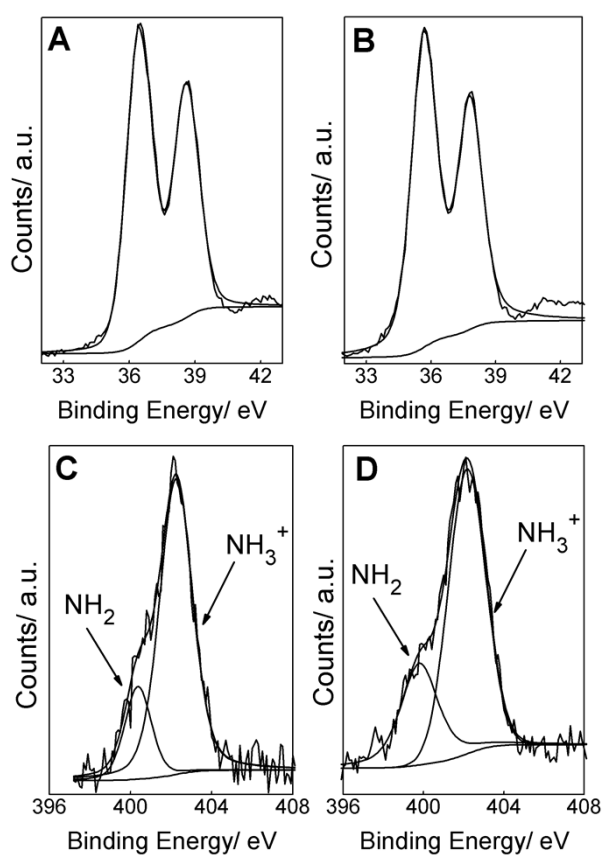 A
Counts/ a.u.
33 36 39 42
Binding Energy/ eV
B
Counts/ a.u.
33 36 39 42
Binding Energy/ eV
C
NH₂
NH₃⁺
Counts/ a.u.
396 400 404 408
Binding Energy/ eV
D
NH₂
NH₃⁺
Counts/ a.u.
396 400 404 408
Binding Energy/ eV